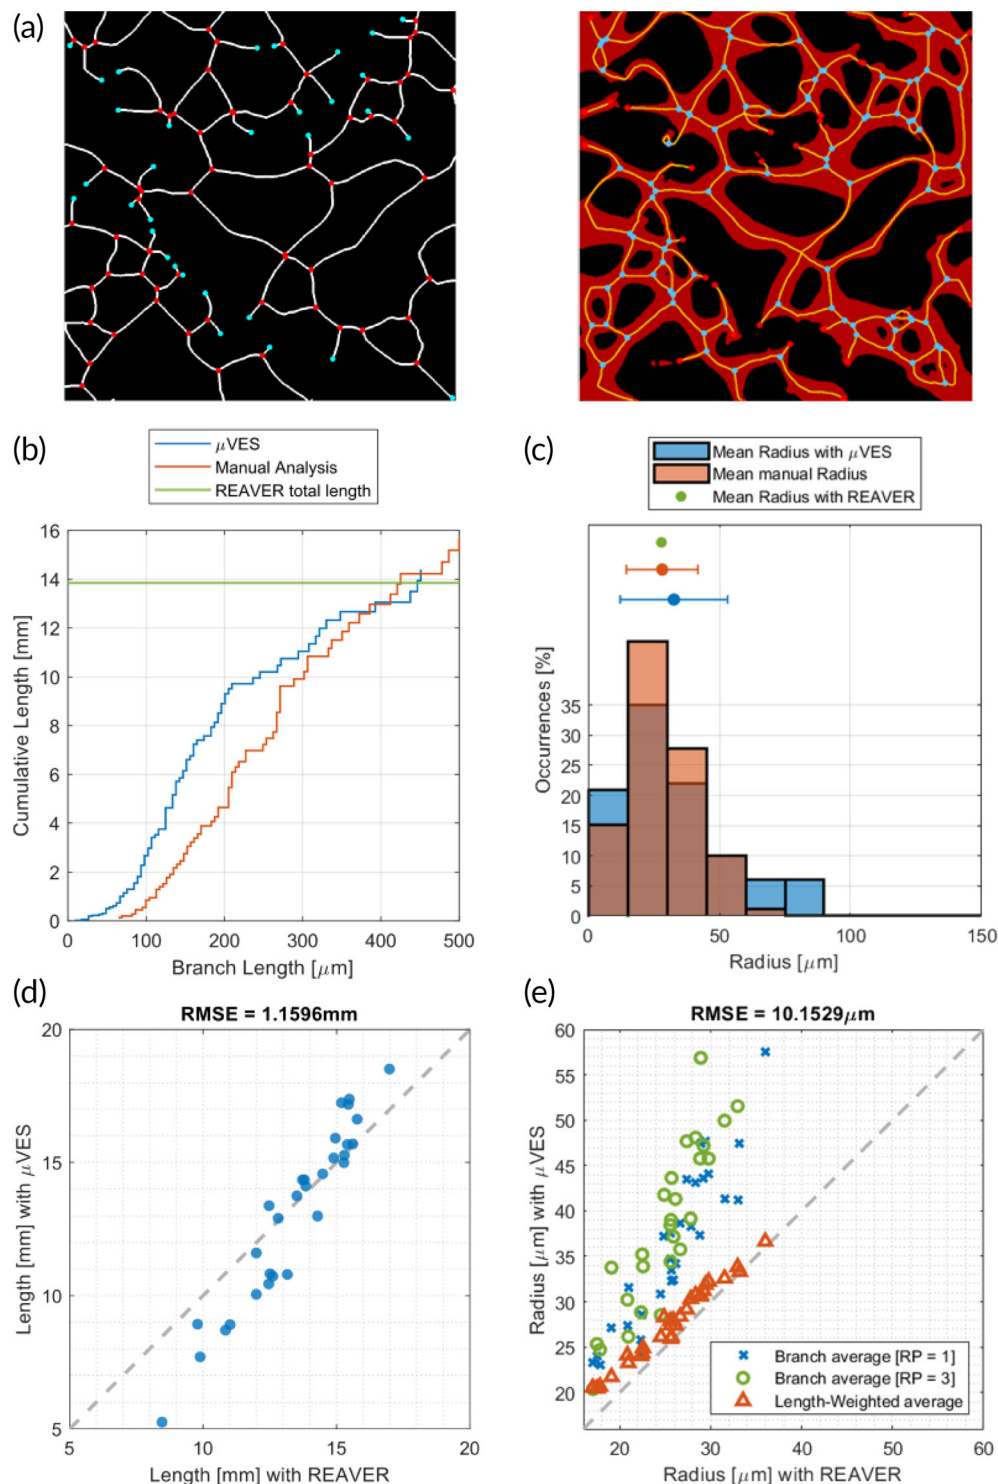 (a)
(b)
μVES
Manual Analysis
REAVER total length
16
14
12
10
8
6
4
2
0
0 100 200 300 400 500
Cumulative Length [mm]
Branch Length [μm]
(c)
Mean Radius with μVES
Mean manual Radius
Mean Radius with REAVER
35
30
25
20
15
10
5
0
0 50 100 150
Occurrences [%]
Radius [μm]
(d)
RMSE = 1.1596mm
20
15
10
5
5 10 15 20
Length [mm] with μVES
Length [mm] with REAVER
(e)
RMSE = 10.1529μm
60
55
50
45
40
35
30
25
20
20 30 40 50 60
Radius [μm] with μVES
Branch average [RP = 1]
Branch average [RP = 3]
Length-Weighted average
Radius [μm] with REAVER